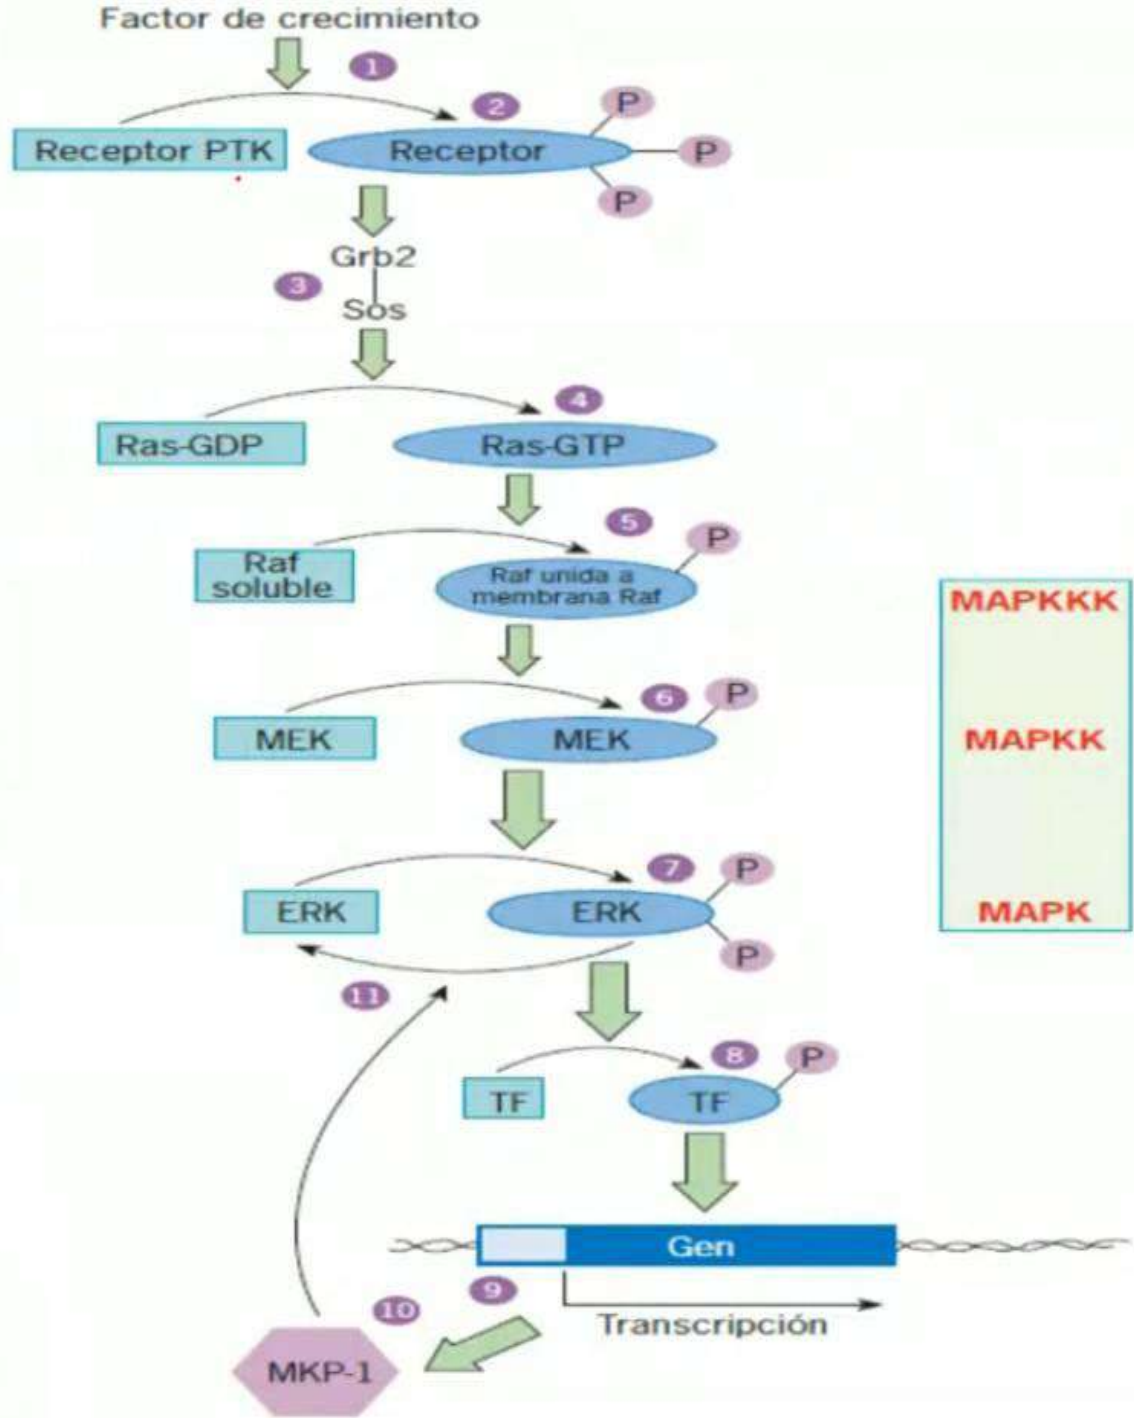 Factor de crecimiento
1
2
P
Receptor PTK
Receptor
P
P
Grb2
3
Sos
4
Ras-GDP
Ras-GTP
5
P
Raf
soluble
Raf unida a
membrana Raf
MAPKKK
6
P
MEK
MEK
MAPKK
7
P
ERK
ERK
MAPK
P
11
8
P
TF
TF
Gen
9
10
Transcripción
MKP-1